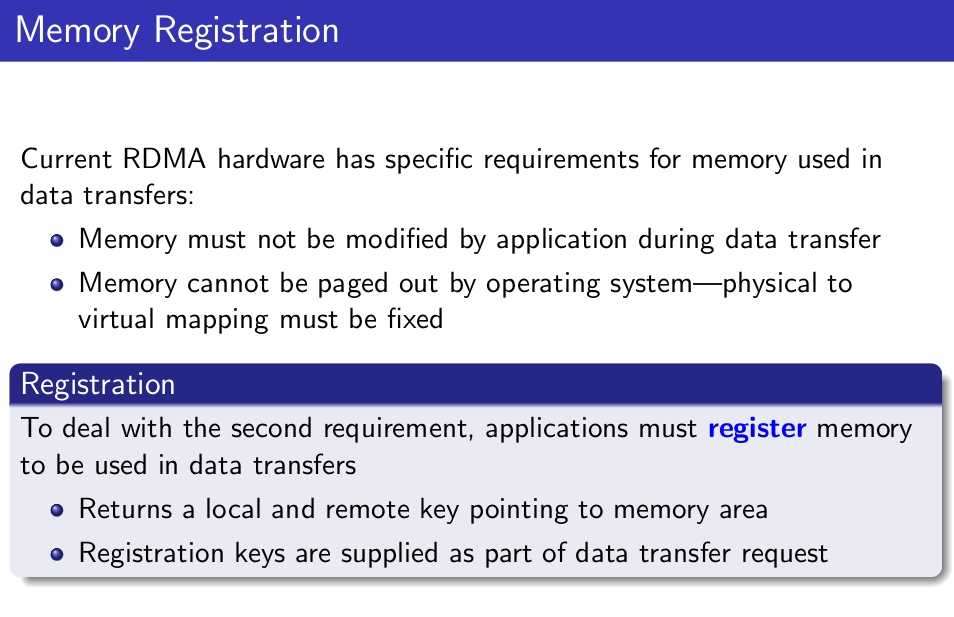 Memory Registration
Current RDMA hardware has specific requirements for memory used in
data transfers:
Memory must not be modified by application during data transfer
Memory cannot be paged out by operating system—physical to
virtual mapping must be fixed
Registration
To deal with the second requirement, applications must register memory
to be used in data transfers
Returns a local and remote key pointing to memory area
Registration keys are supplied as part of data transfer request